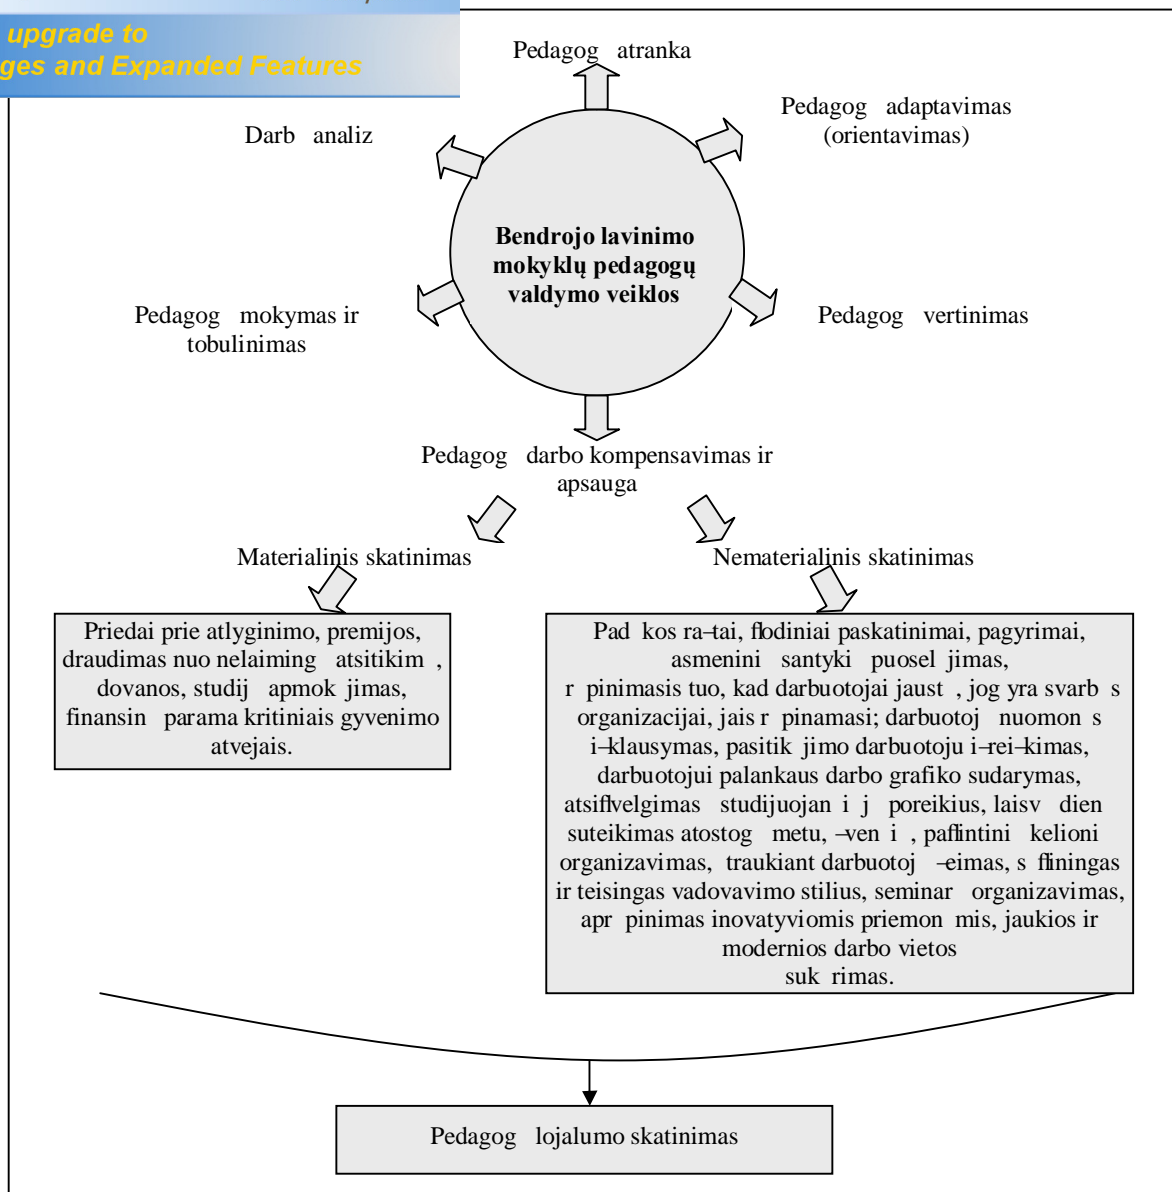 upgrade to
ges and Expanded Features
Pedagog atranka
Pedagog adaptavimas
(orientavimas)
Darb analiz
Bendrojo lavinimo
mokyklų pedagogų
valdymo veiklos
Pedagog mokymas ir
tobulinimas
Pedagog vertinimas
Pedagog darbo kompensavimas ir
apsauga
Materialinis skatinimas
Nematerialinis skatinimas
Priedai prie atlyginimo, premijos,
draudimas nuo nelaiming atsitikim ,
dovanos, studij apmok jimas,
finansin parama kritiniais gyvenimo
atvejais.
Pad kos ra–tai, flodiniai paskatinimai, pagyrimai,
asmenini santyki puosel jimas,
r pinimasis tuo, kad darbuotojai jaust , jog yra svarb s
organizacijai, jais r pinamasi; darbuotoj nuomon s
i–klausymas, pasitik jimo darbuotoju i–rei–kimas,
darbuotojui palankaus darbo grafiko sudarymas,
atsiflvelgimas studijuojan i j poreikius, laisv dien
suteikimas atostog metu, –ven i , paflintini kelioni
organizavimas, traukiant darbuotoj –eimas, s fliningas
ir teisingas vadovavimo stilius, seminar organizavimas,
apr pinimas inovatyviomis priemon mis, jaukios ir
modernios darbo vietos
suk rimas.
Pedagog lojalumo skatinimas